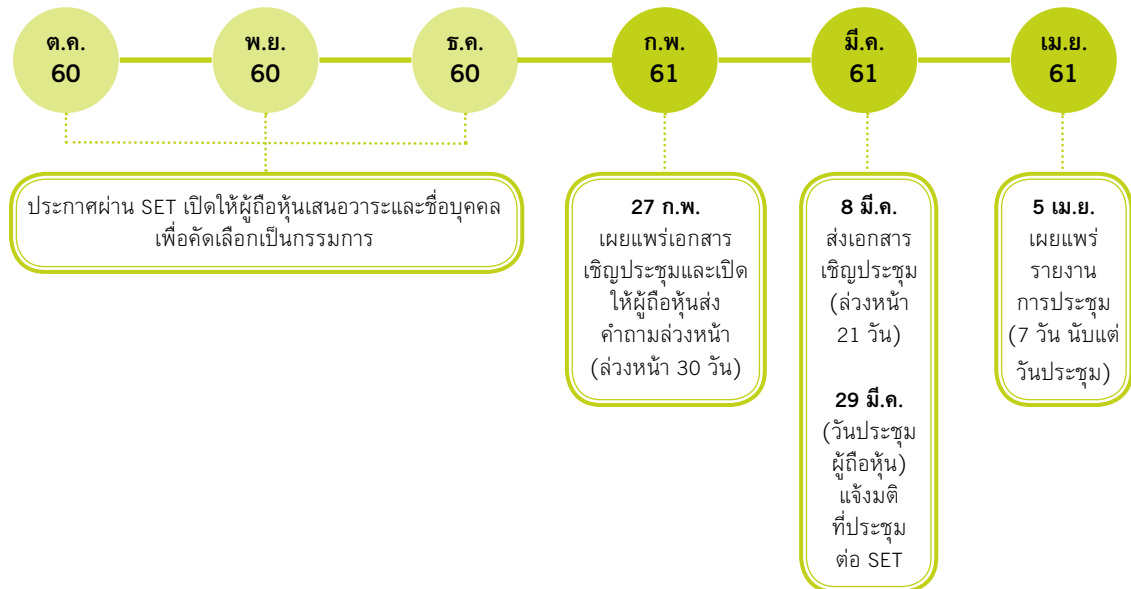 ต.ค.
60
พ.ย.
60
ธ.ค.
60
ก.พ.
61
มี.ค.
61
เม.ย.
61
ประกาศผ่าน SET เปิดให้ผู้ถือหุ้นเสนอวาระและชื่อบุคคล
เพื่อคัดเลือกเป็นกรรมการ
27 ก.พ.
เผยแพร่เอกสาร
เชิญประชุมและเปิด
ให้ผู้ถือหุ้นส่ง
คำถามล่วงหน้า
(ล่วงหน้า 30 วัน)
8 มี.ค.
ส่งเอกสาร
เชิญประชุม
(ล่วงหน้า
21 วัน)
29 มี.ค.
(วันประชุม
ผู้ถือหุ้น)
แจ้งมติ
ที่ประชุม
ต่อ SET
5 เม.ย.
เผยแพร่
รายงาน
การประชุม
(7 วัน นับแต่
วันประชุม)